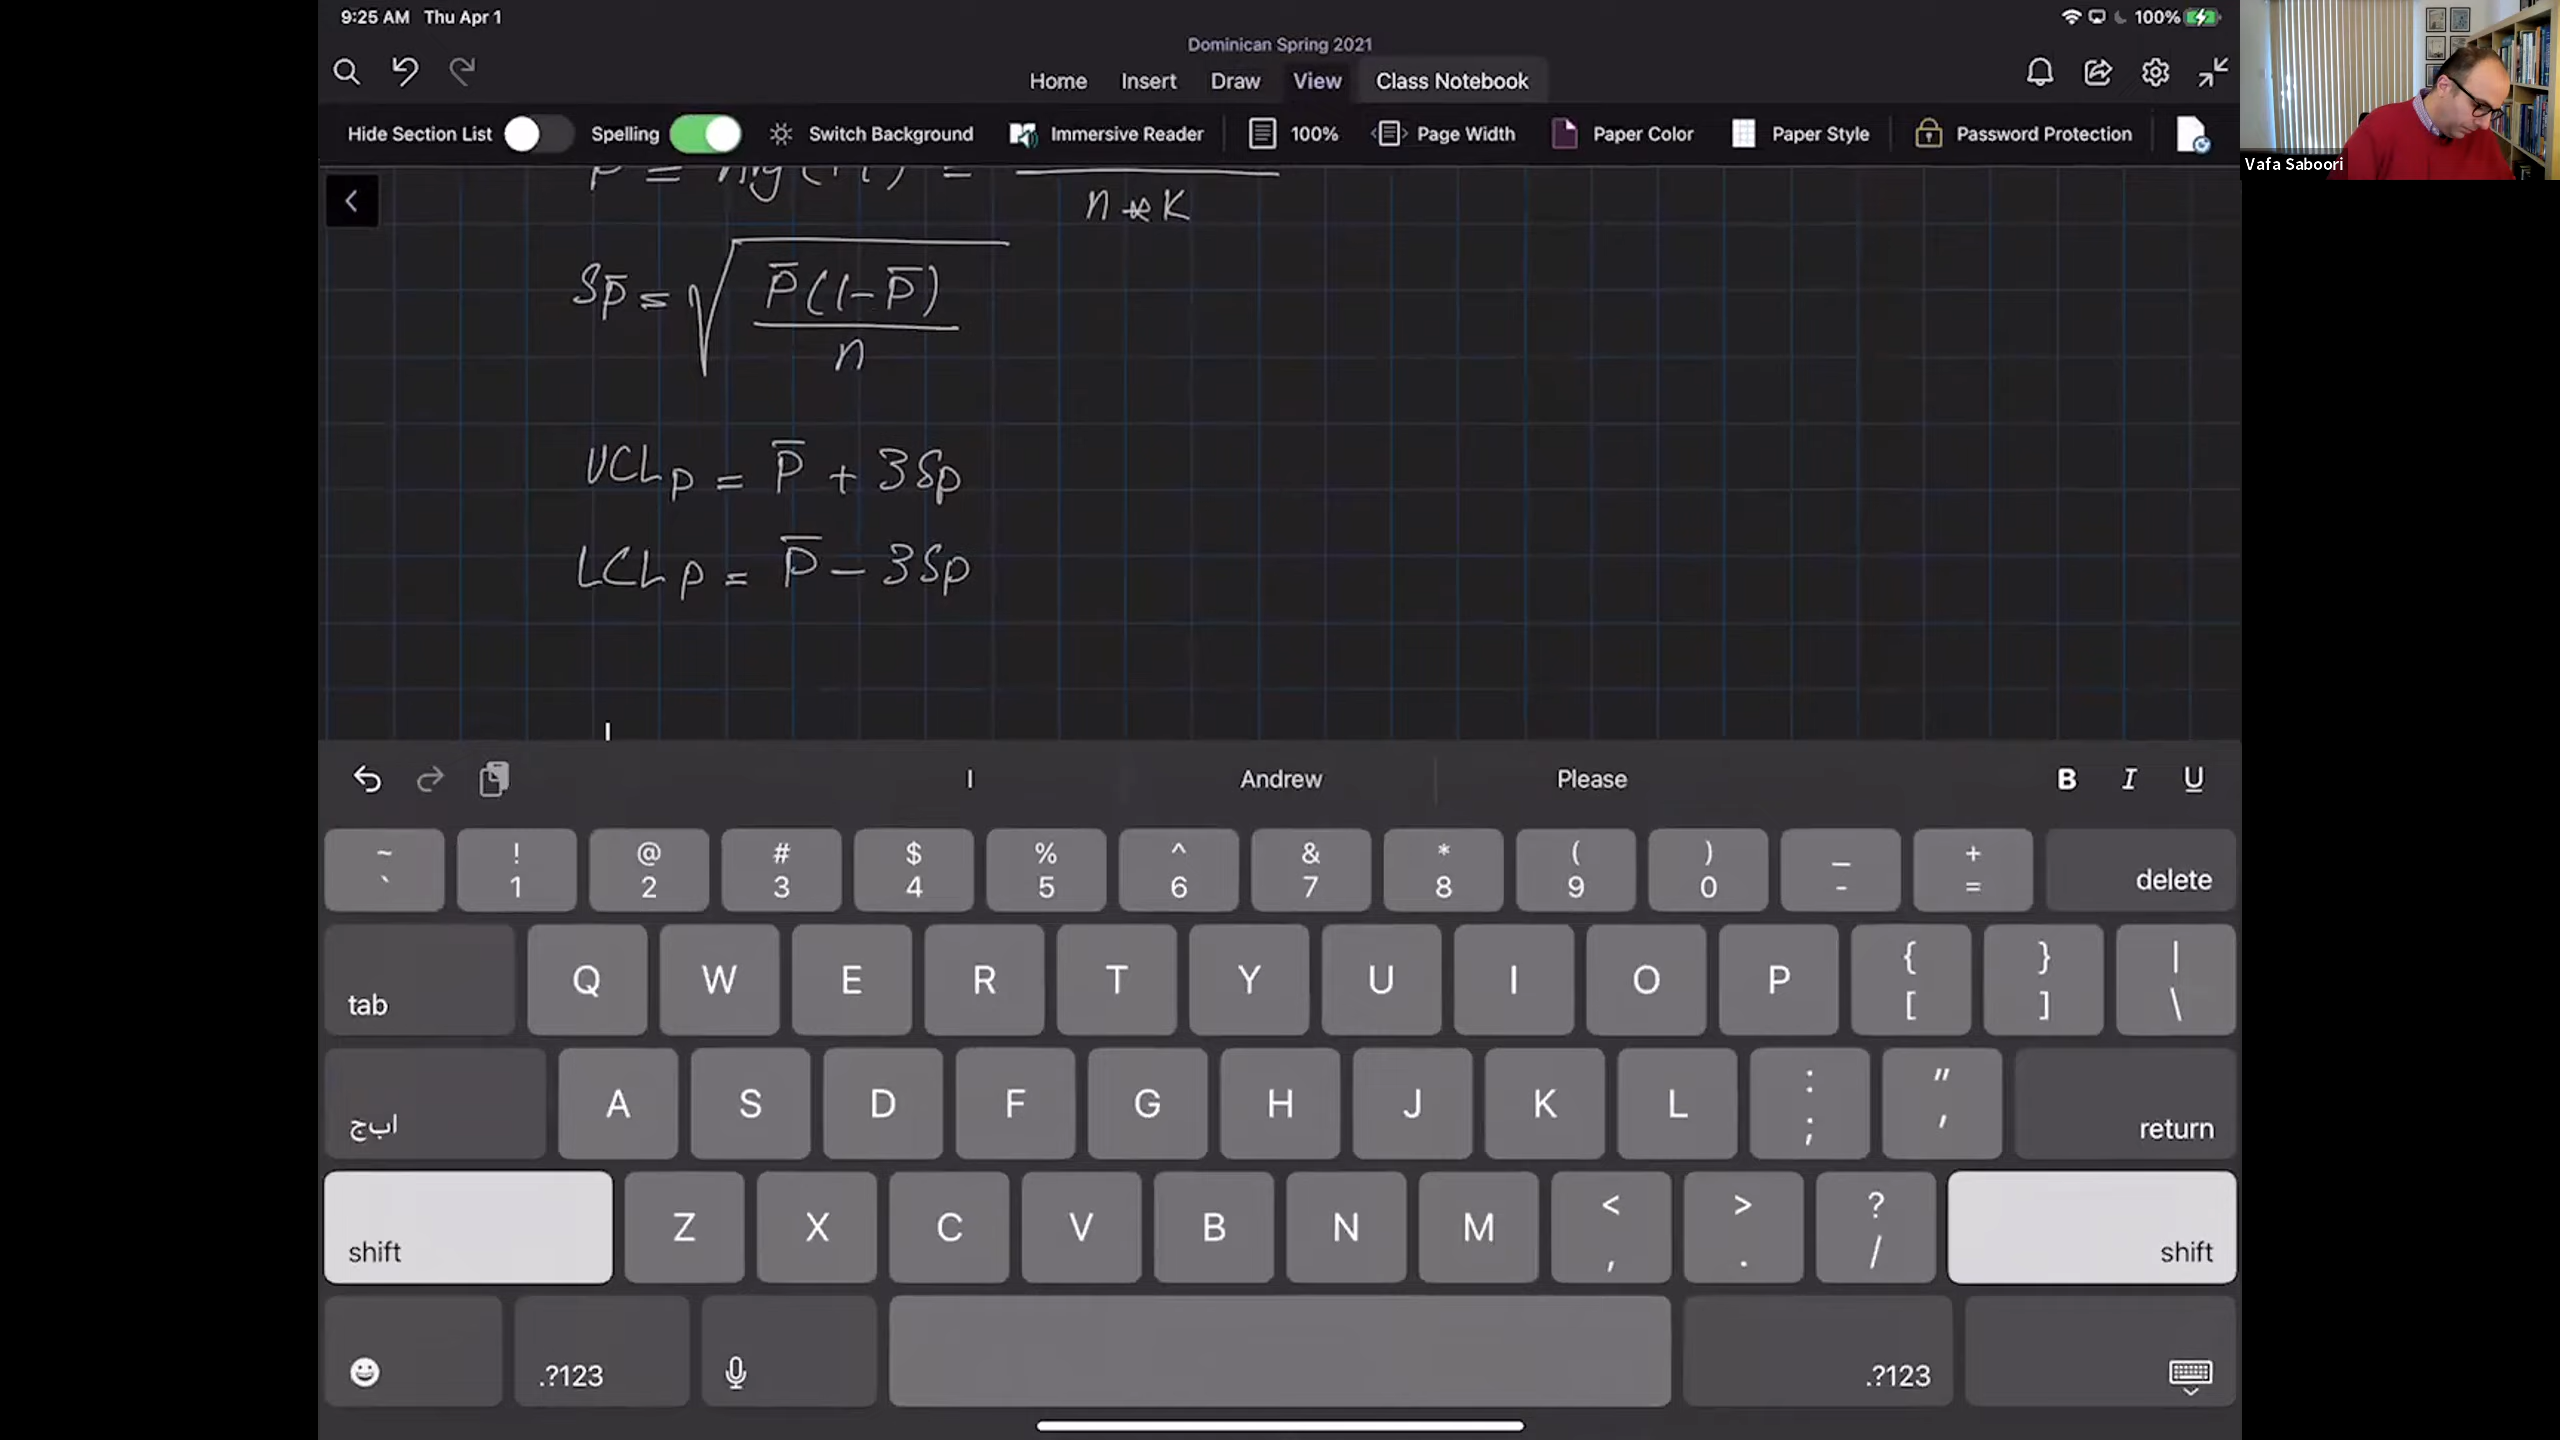 9:25 AM Thu Apr 1
100%
Dominican Spring 2021
Home Insert Draw View Class Notebook
Hide Section List Spelling Switch Background Immersive Reader 100% Page Width Paper Color Paper Style Password Protection
Vafa Saboori
n * K
Sp̄ = √ P̄(1-P̄)
n
UCLp = P̄ + 3Sp
LCLp = P̄ - 3Sp
I Andrew Please B I U
~ ! @ # $ % ^ & * ( ) _ +
` 1 2 3 4 5 6 7 8 9 0 - = delete
tab Q W E R T Y U I O P { [ } ] | \
ابج A S D F G H J K L : ; " ' return
shift Z X C V B N M < , > . ? / shift
.?123 .?123